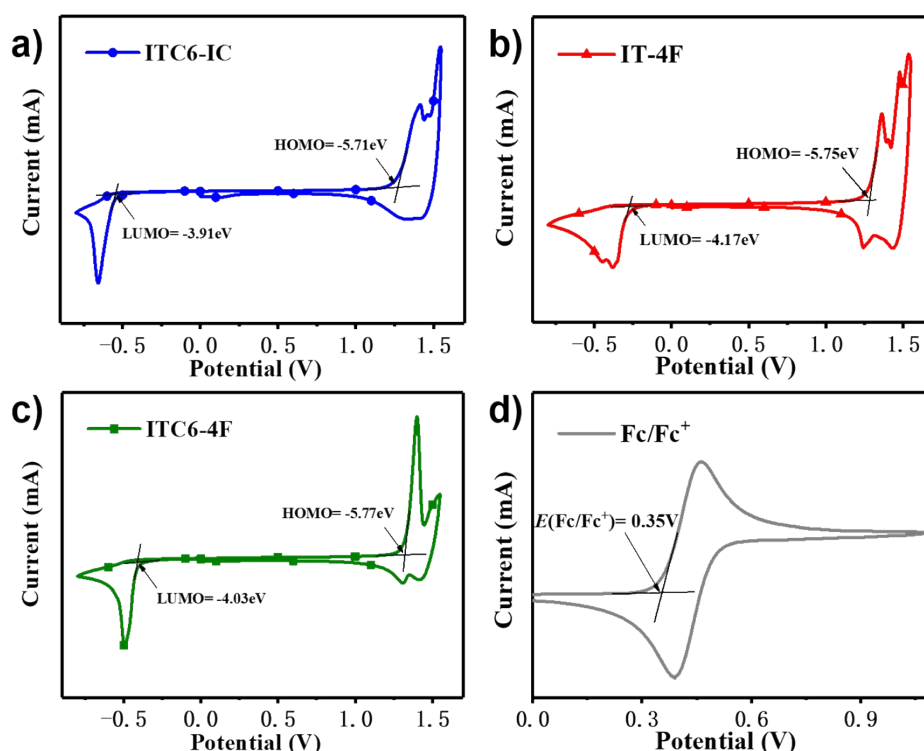 a)
ITC6-IC
HOMO= -5.71eV
LUMO= -3.91eV
Current (mA)
−0.5 0.0 0.5 1.0 1.5
Potential (V)
b)
IT-4F
HOMO= -5.75eV
LUMO= -4.17eV
Current (mA)
−0.5 0.0 0.5 1.0 1.5
Potential (V)
c)
ITC6-4F
HOMO= -5.77eV
LUMO= -4.03eV
Current (mA)
−0.5 0.0 0.5 1.0 1.5
Potential (V)
d)
Fc/Fc⁺
E(Fc/Fc⁺)= 0.35V
Current (mA)
0.0 0.3 0.6 0.9
Potential (V)